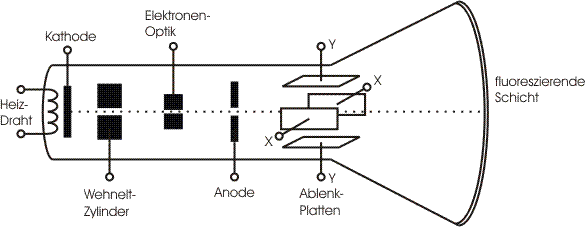 Elektronen-
Optik
Kathode
Y
X
fluoreszierende
Schicht
Heiz-
Draht
X
Y
Wehnelt-
Zylinder
Anode
Ablenk-
Platten